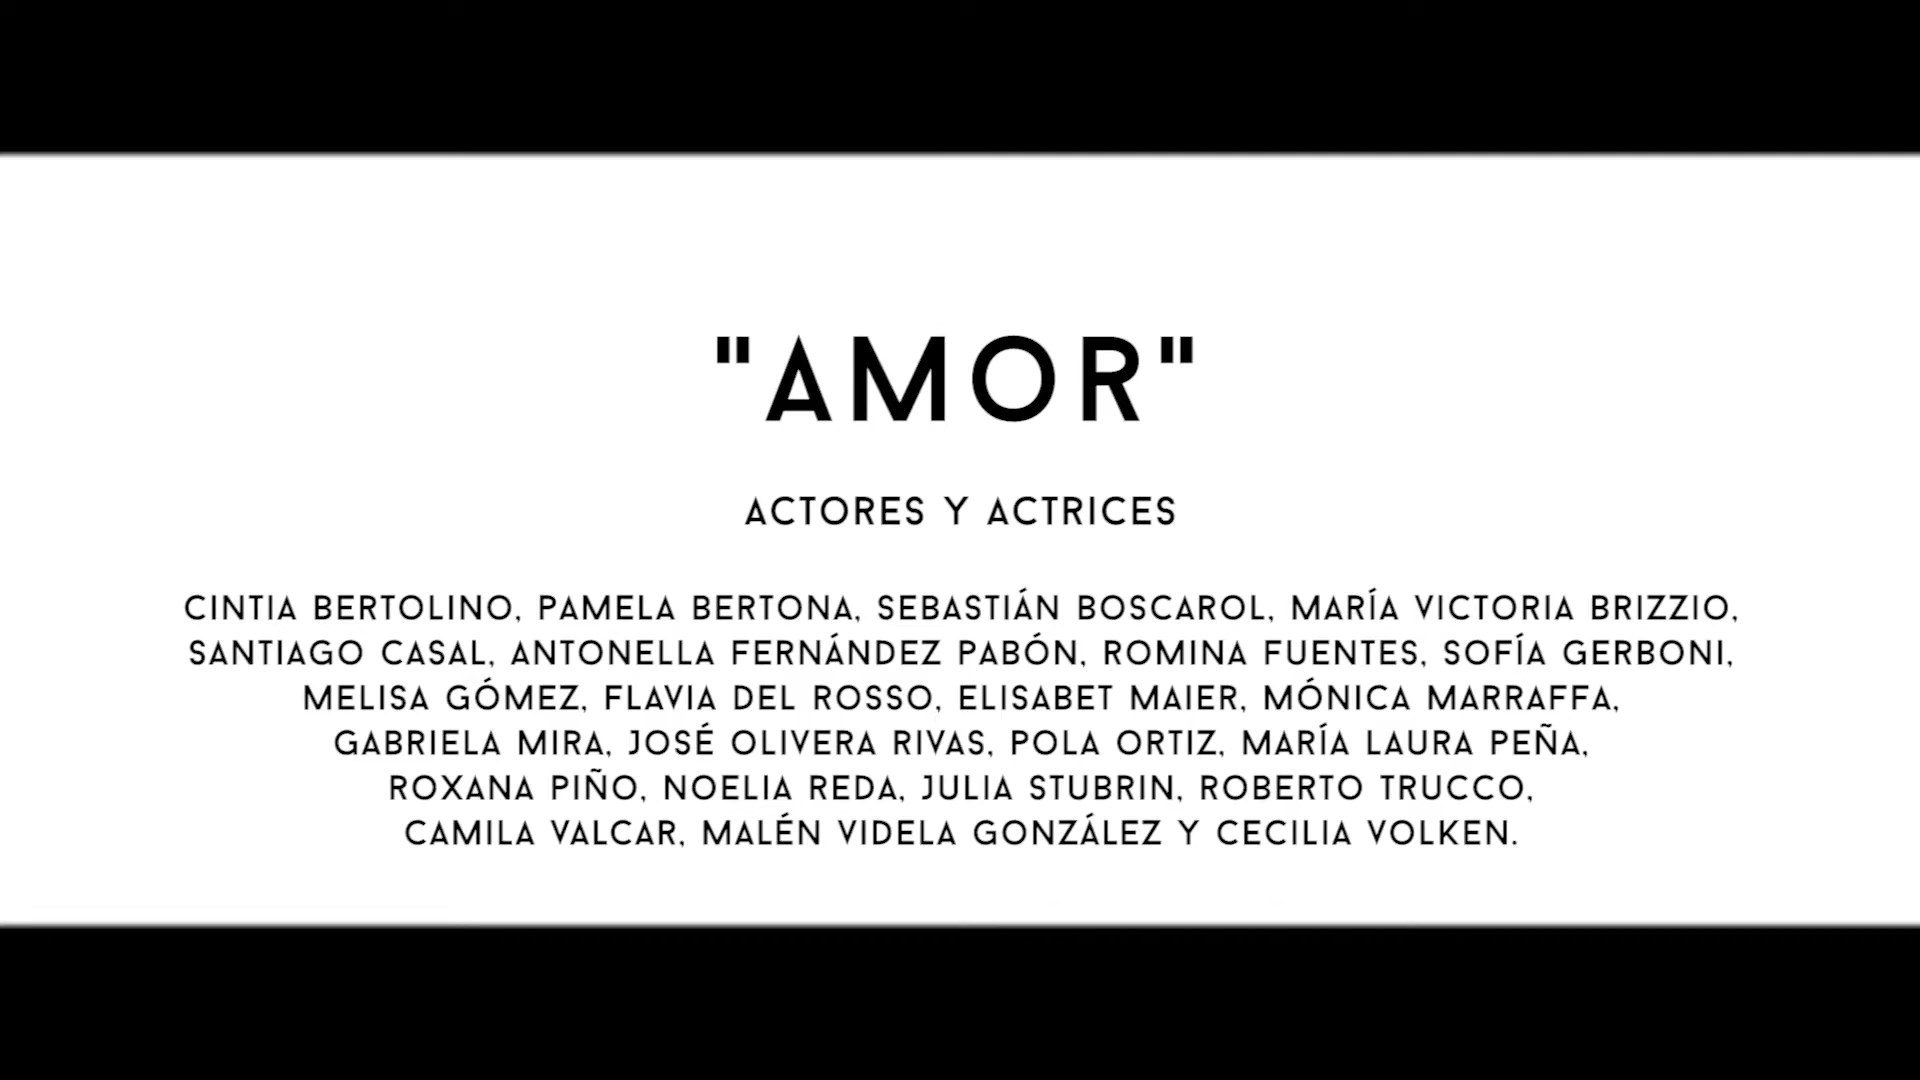 "AMOR"
ACTORES Y ACTRICES
CINTIA BERTOLINO, PAMELA BERTONA, SEBASTIÁN BOSCAROL, MARÍA VICTORIA BRIZZIO,
SANTIAGO CASAL, ANTONELLA FERNÁNDEZ PABÓN, ROMINA FUENTES, SOFÍA GERBONI,
MELISA GÓMEZ, FLAVIA DEL ROSSO, ELISABET MAIER, MÓNICA MARRAFFA,
GABRIELA MIRA, JOSÉ OLIVERA RIVAS, POLA ORTIZ, MARÍA LAURA PEÑA,
ROXANA PIÑO, NOELIA REDA, JULIA STUBRIN, ROBERTO TRUCCO,
CAMILA VALCAR, MALÉN VIDELA GONZÁLEZ Y CECILIA VOLKEN.